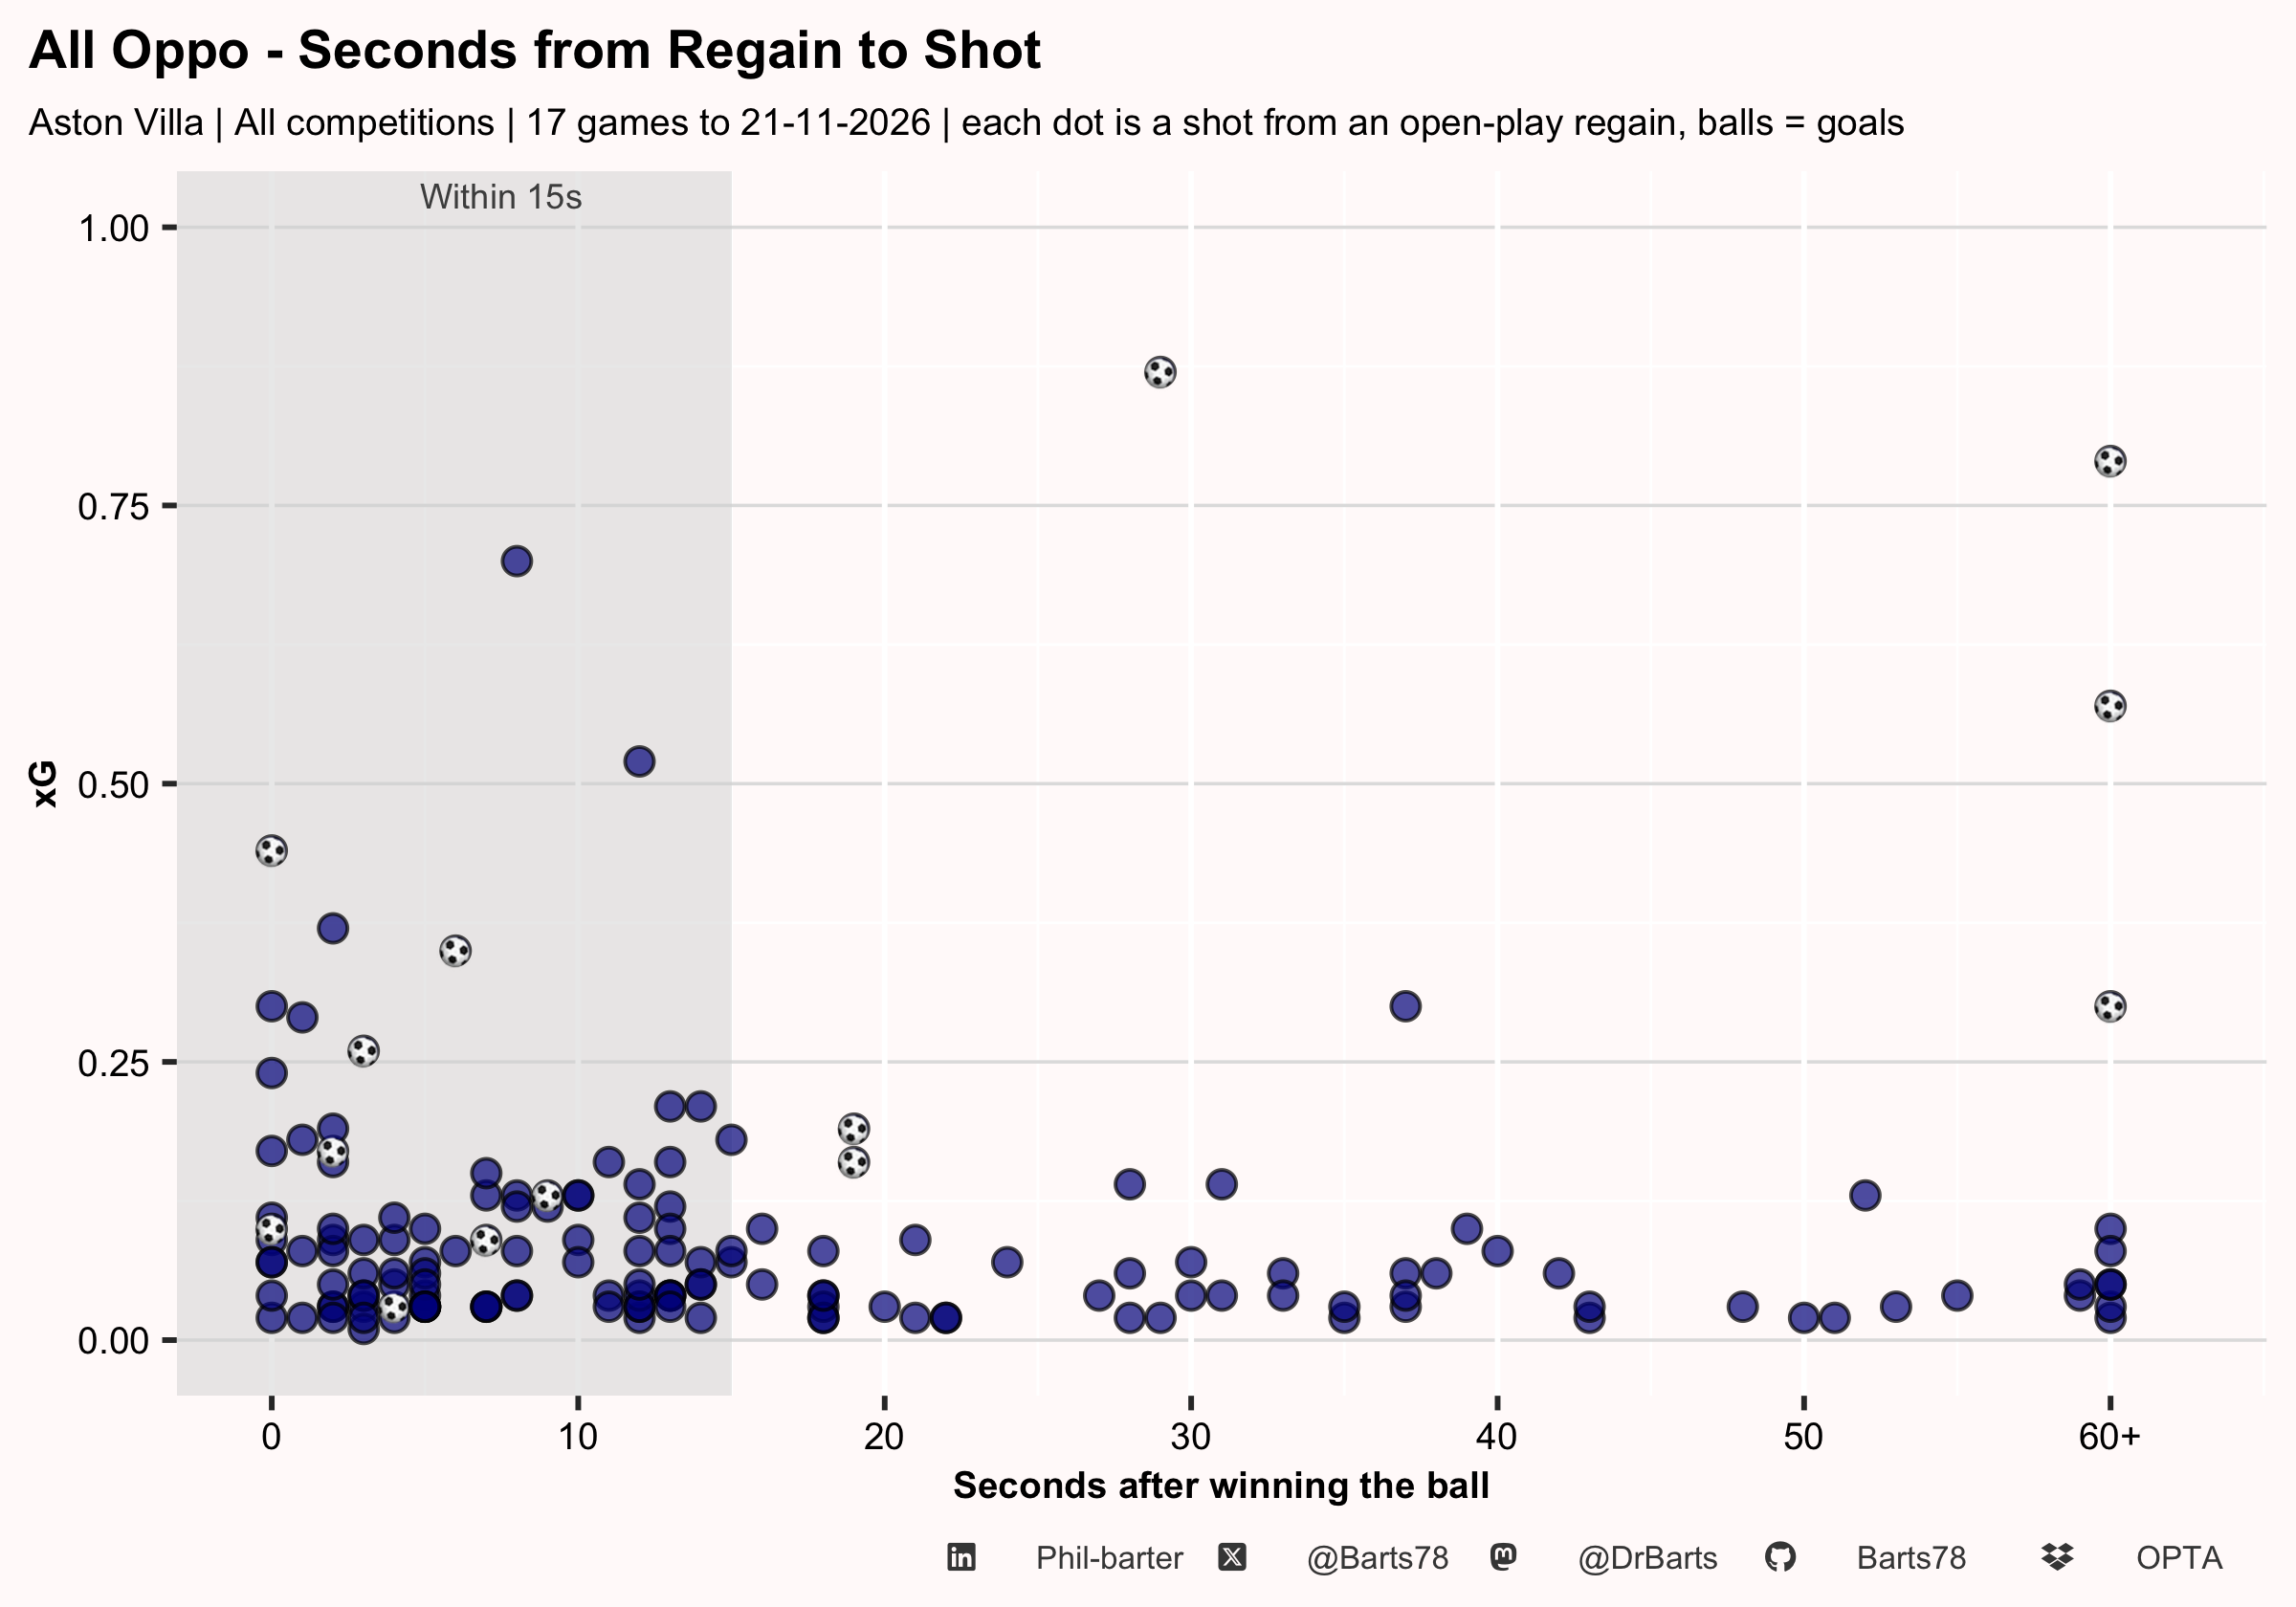 All Oppo - Seconds from Regain to Shot
Aston Villa | All competitions | 17 games to 21-11-2026 | each dot is a shot from an open-play regain, balls = goals
Within 15s
1.00
0.75
0.50
0.25
0.00
xG
0 10 20 30 40 50 60+
Seconds after winning the ball
Phil-barter @Barts78 @DrBarts Barts78 OPTA